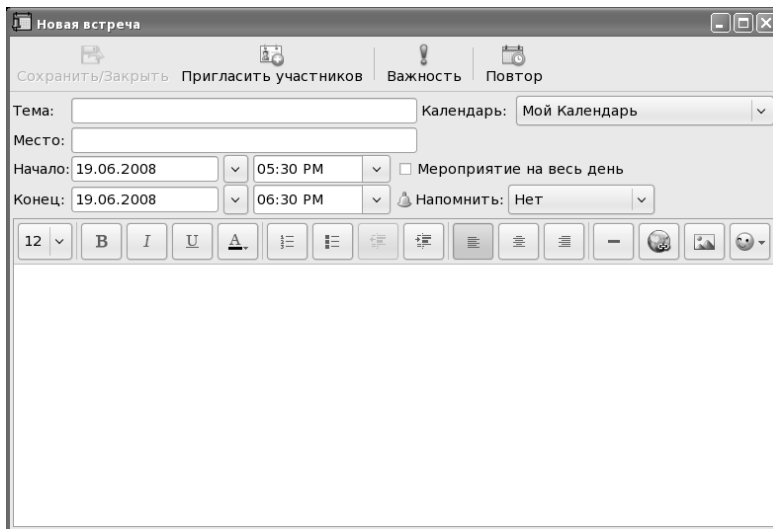 Новая встреча
Сохранить/Закрыть Пригласить участников Важность Повтор
Тема: Календарь: Мой Календарь
Место:
Начало: 19.06.2008 05:30 PM Мероприятие на весь день
Конец: 19.06.2008 06:30 PM Напомнить: Нет
12 B I U A